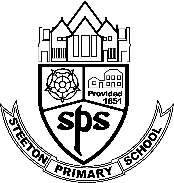 Provided
1851
sps
STEETON PRIMARY SCHOOL